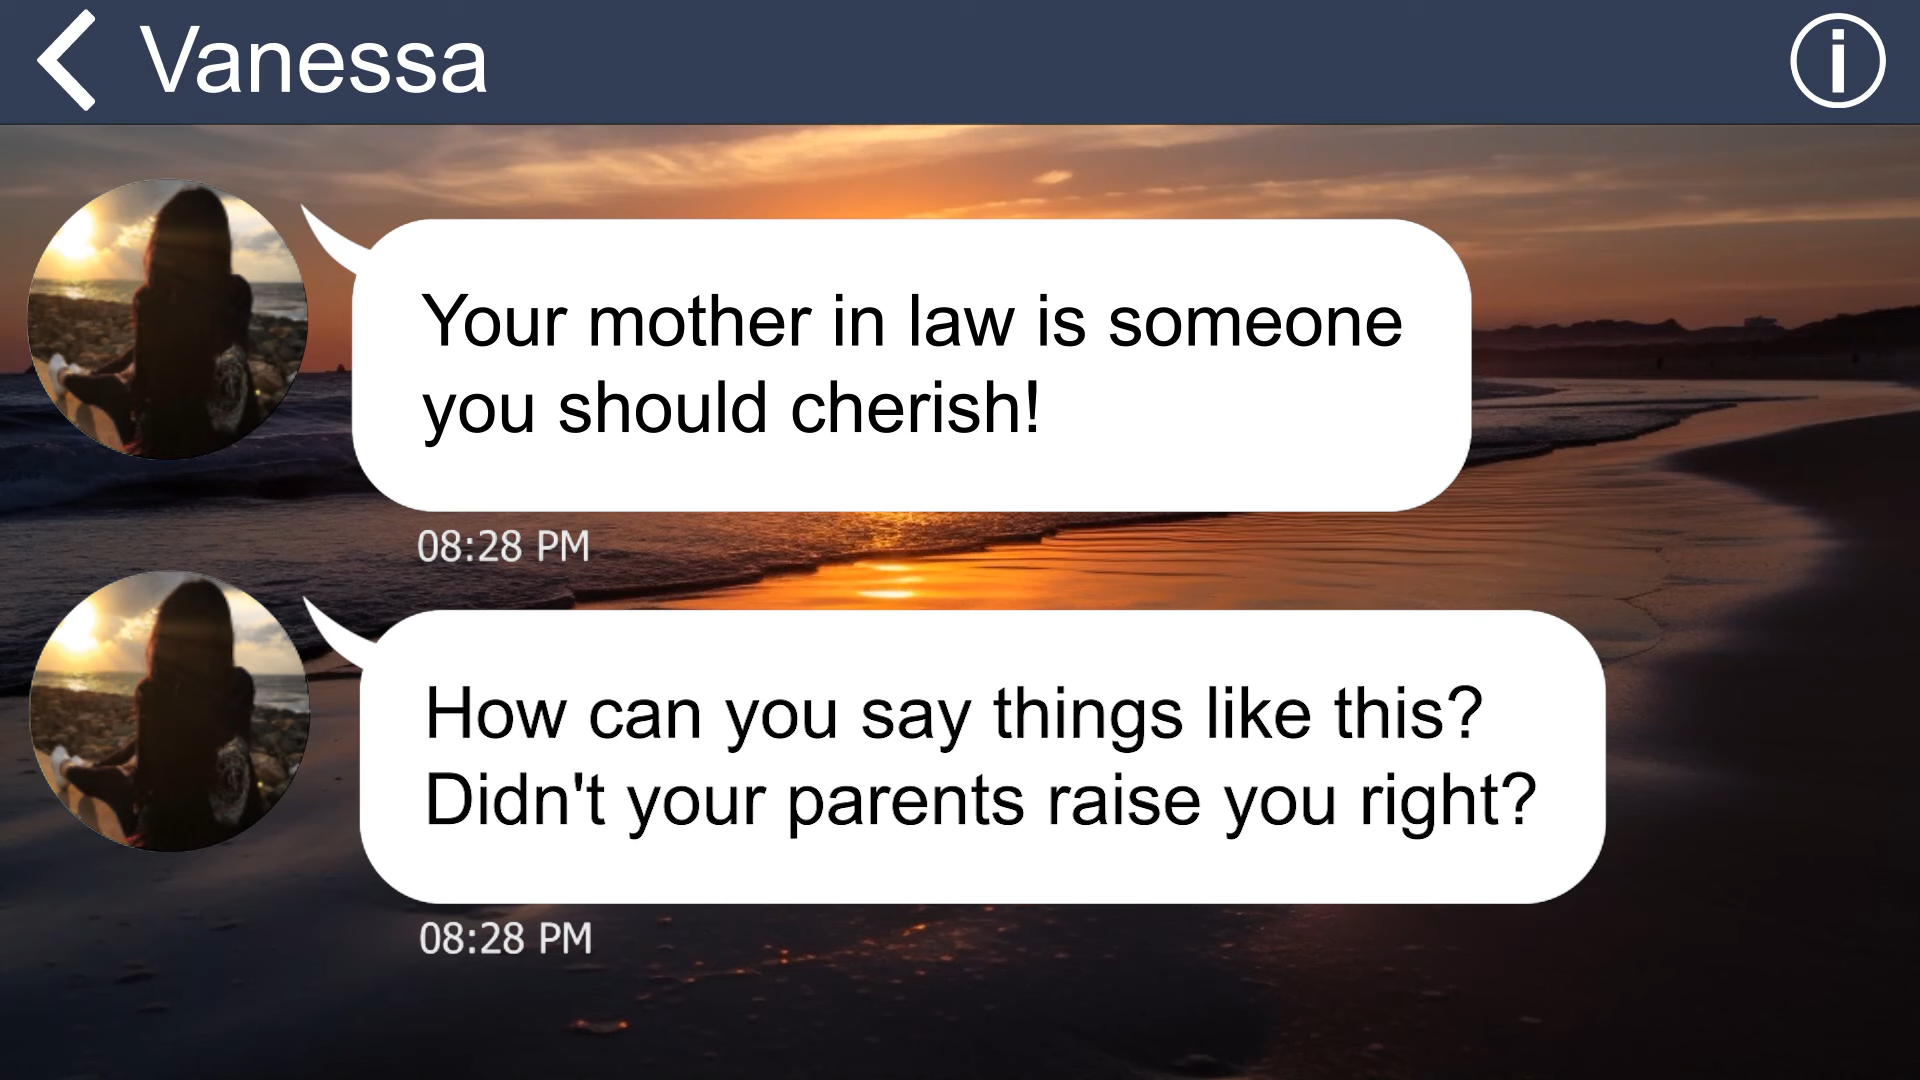 Vanessa
Your mother in law is someone
you should cherish!
08:28 PM
How can you say things like this?
Didn't your parents raise you right?
08:28 PM